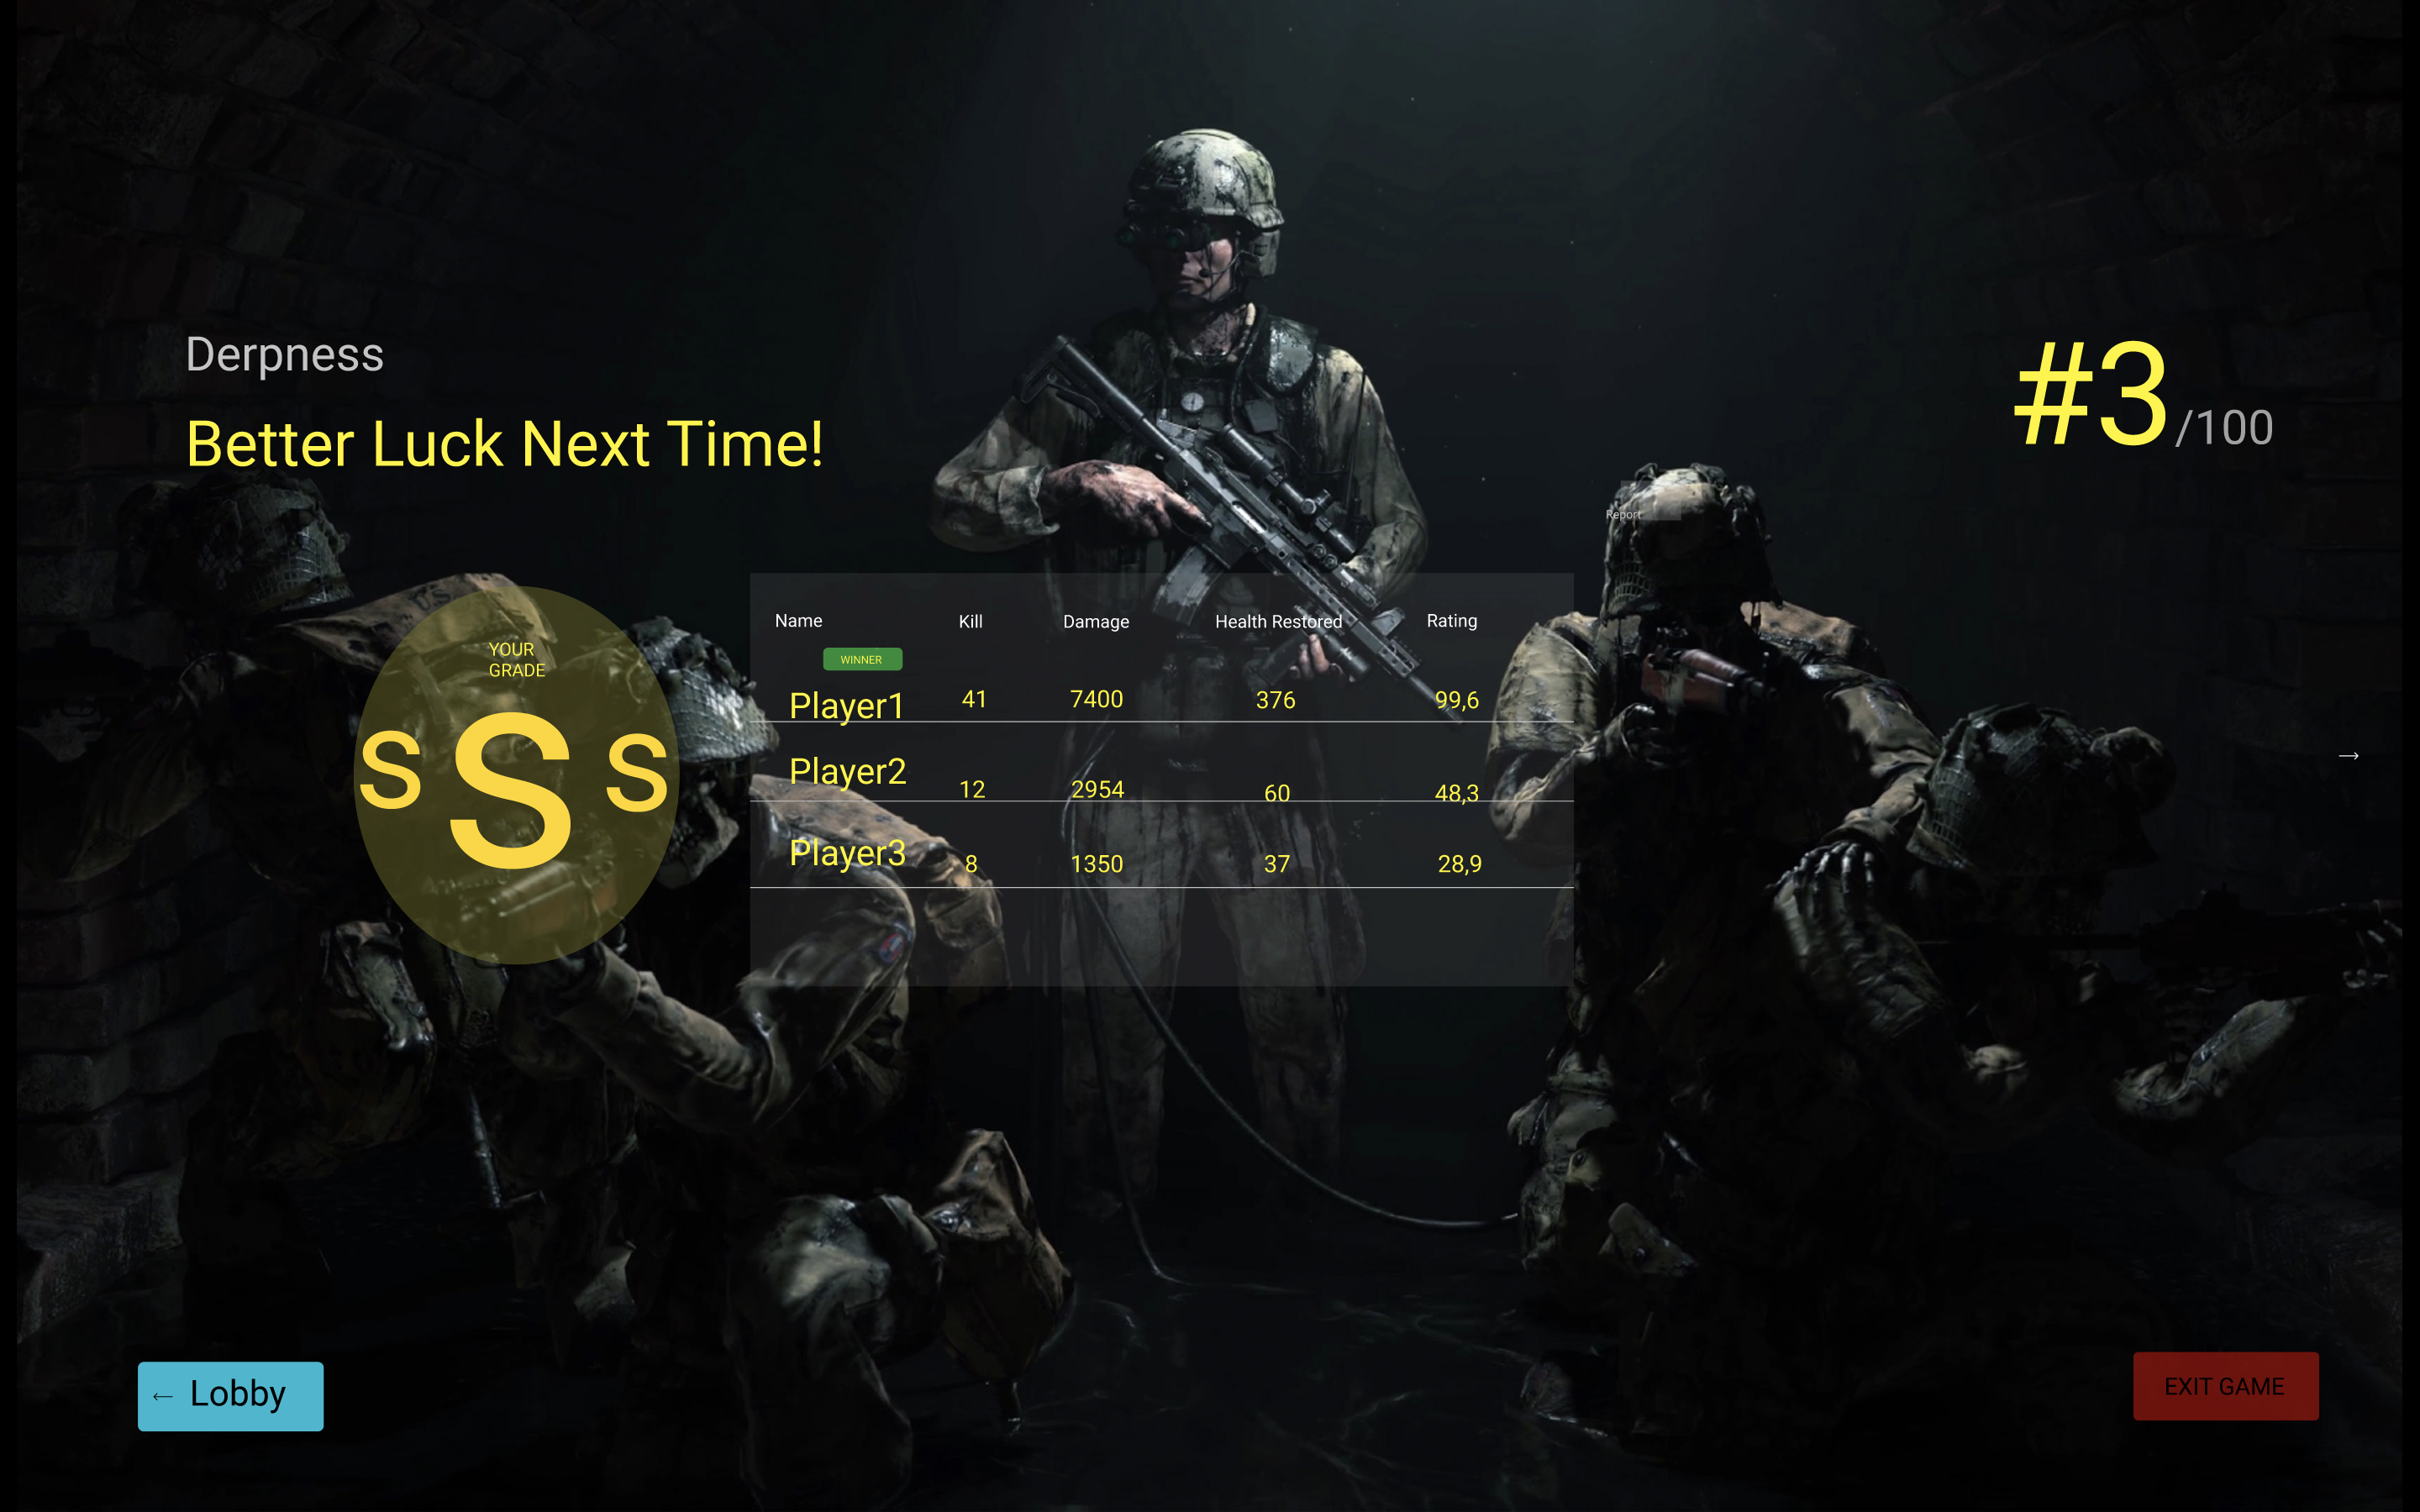 Derpness
Better Luck Next Time!
#3/100
Report
U.S
YOUR
GRADE
S S S
Name Kill Damage Health Restored Rating
WINNER
Player1 41 7400 376 99,6
Player2 12 2954 60 48,3
Player3 8 1350 37 28,9
→
← Lobby
EXIT GAME